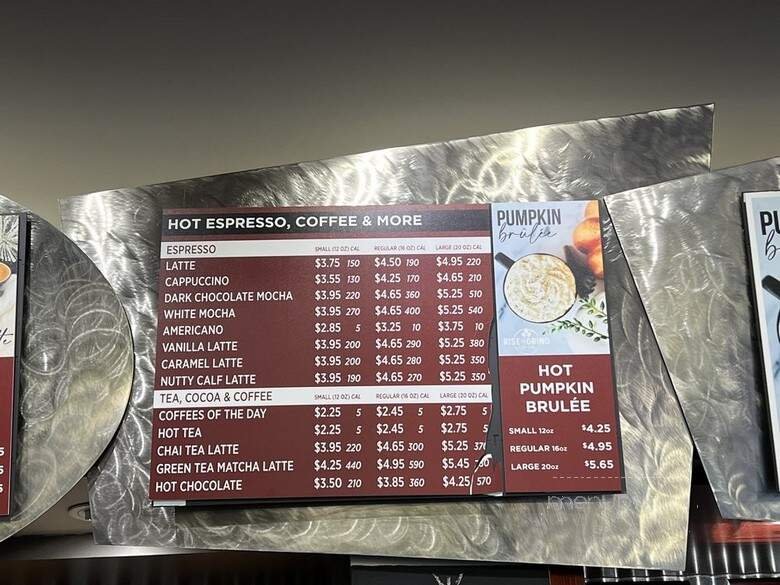 HOT ESPRESSO, COFFEE & MORE
ESPRESSO SMALL (12 OZ) CAL REGULAR (16 OZ) CAL LARGE (20 OZ) CAL
LATTE $3.75 150 $4.50 190 $4.95 220
CAPPUCCINO $3.55 130 $4.25 170 $4.65 210
DARK CHOCOLATE MOCHA $3.95 220 $4.65 360 $5.25 510
WHITE MOCHA $3.95 270 $4.65 400 $5.25 540
AMERICANO $2.85 5 $3.25 10 $3.75 10
VANILLA LATTE $3.95 200 $4.65 290 $5.25 380
CARAMEL LATTE $3.95 200 $4.65 280 $5.25 350
NUTTY CALF LATTE $3.95 190 $4.65 270 $5.25 350
TEA, COCOA & COFFEE SMALL (12 OZ) CAL REGULAR (16 OZ) CAL LARGE (20 OZ) CAL
COFFEES OF THE DAY $2.25 5 $2.45 5 $2.75 5
HOT TEA $2.25 5 $2.45 5 $2.75 5
CHAI TEA LATTE $3.95 220 $4.65 300 $5.25
GREEN TEA MATCHA LATTE $4.25 440 $4.95 590 $5.45
HOT CHOCOLATE $3.50 210 $3.85 360 $4.25 570
PUMPKIN
brulée
RISE GRIND
HOT
PUMPKIN
BRULÉE
SMALL 12oz $4.25
REGULAR 16oz $4.95
LARGE 20oz $5.65
PU
b